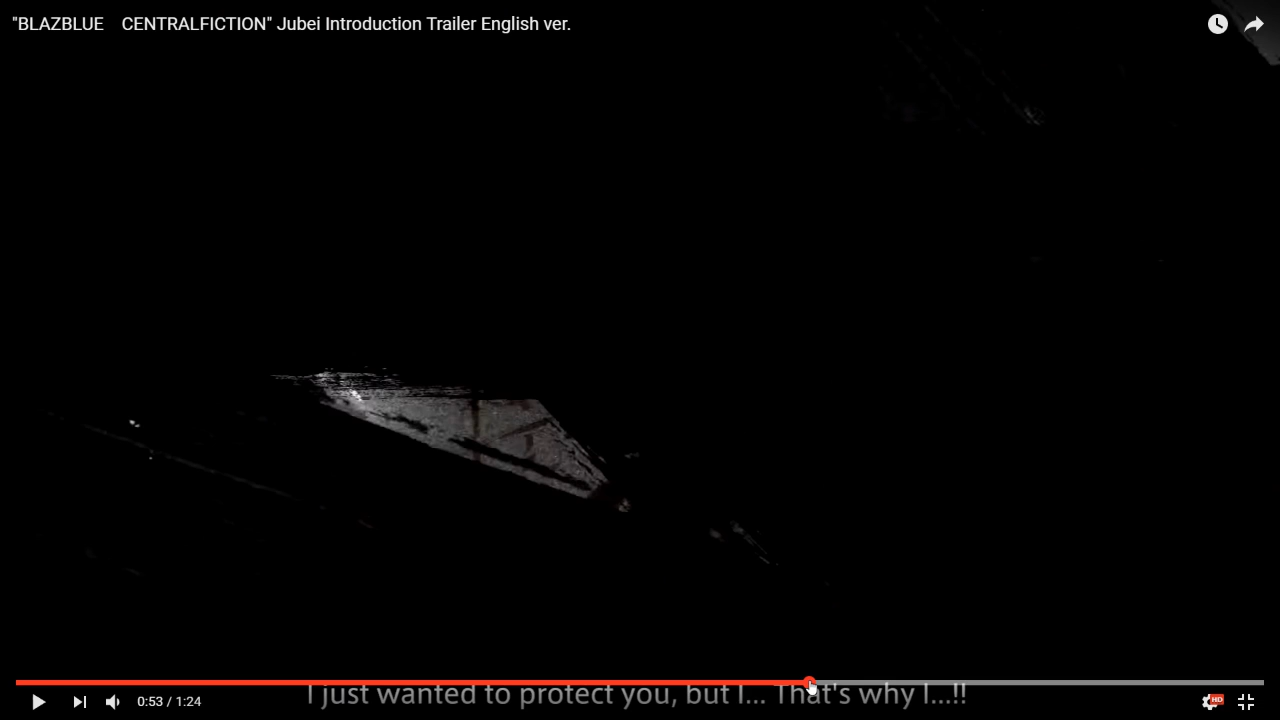 "BLAZBLUE    CENTRALFICTION" Jubei Introduction Trailer English ver.
I just wanted to protect you, but I... That's why I...!!
0:53 / 1:24
HD